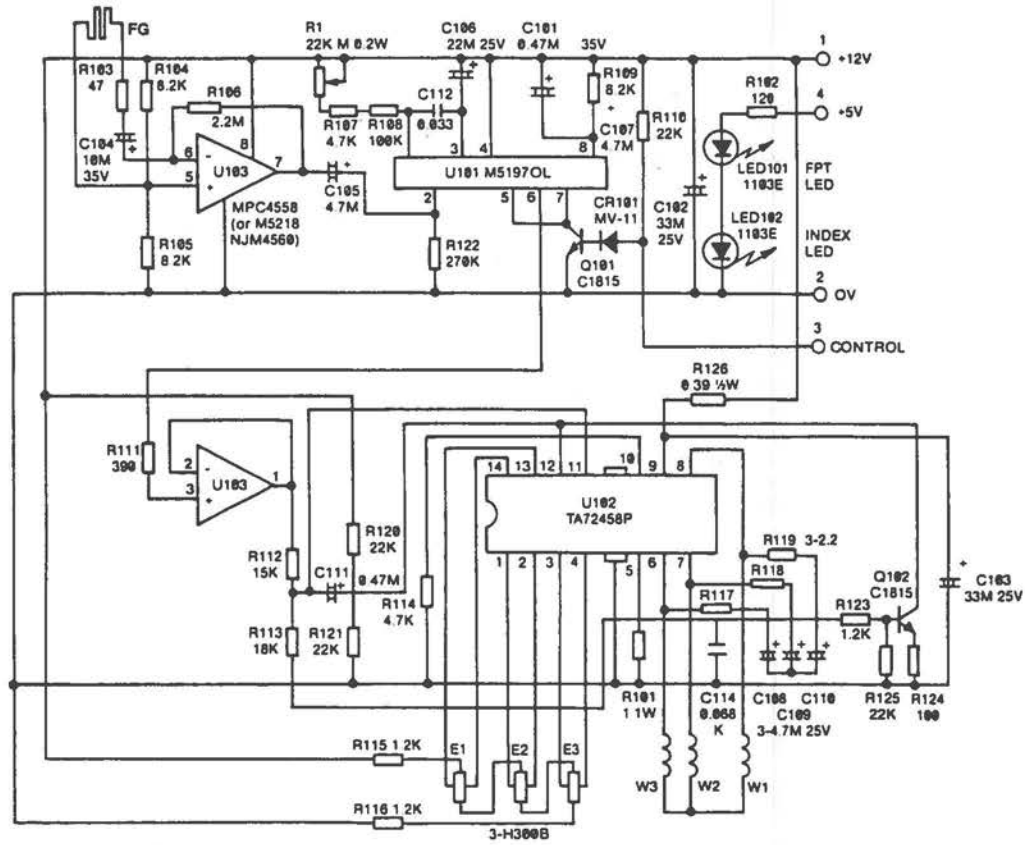 FG
R103
47
R104
8.2K
R106
2.2M
C104
10M
35V
6
-
5
+
U103
8
7
MPC4558
(or M5218
NJM4560)
R105
8.2K
C105
4.7M
R1
22K M 0.2W
C106
22M 25V
C101
0.47M
35V
R107
4.7K
R108
100K
C112
0.033
R109
8.2K
C107
4.7M
R110
22K
3
4
8
U101 M5197OL
2
5
6
7
R122
270K
CR101
MV-11
Q101
C1815
C102
33M
25V
R102
120
LED101
1103E
FPT
LED
LED102
1103E
INDEX
LED
1
+12V
4
+5V
2
0V
3
CONTROL
R126
0 39 ½W
R111
390
2
-
3
+
U103
1
R112
15K
R113
18K
C111
0 47M
R120
22K
R121
22K
R114
4.7K
14
13
12
11
10
9
8
U102
TA72458P
1
2
3
4
5
6
7
R119
3-2.2
R118
R117
Q102
C1815
C103
33M 25V
R123
1.2K
R101
1 1W
C114
0.068
K
C108
C109
C110
3-4.7M 25V
R125
22K
R124
100
R115 1.2K
E1
E2
E3
R116 1.2K
3-H300B
W3
W2
W1